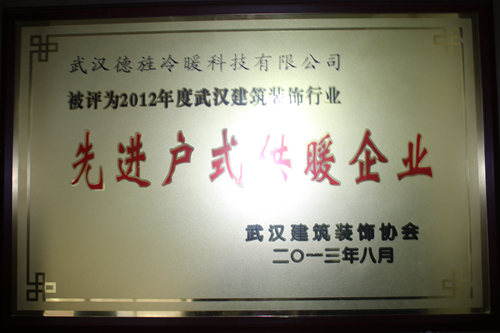 武汉德旌冷暖科技有限公司
被评为2012年度武汉建筑装饰行业
先进户式供暖企业
武汉建筑装饰协会
二〇一三年八月